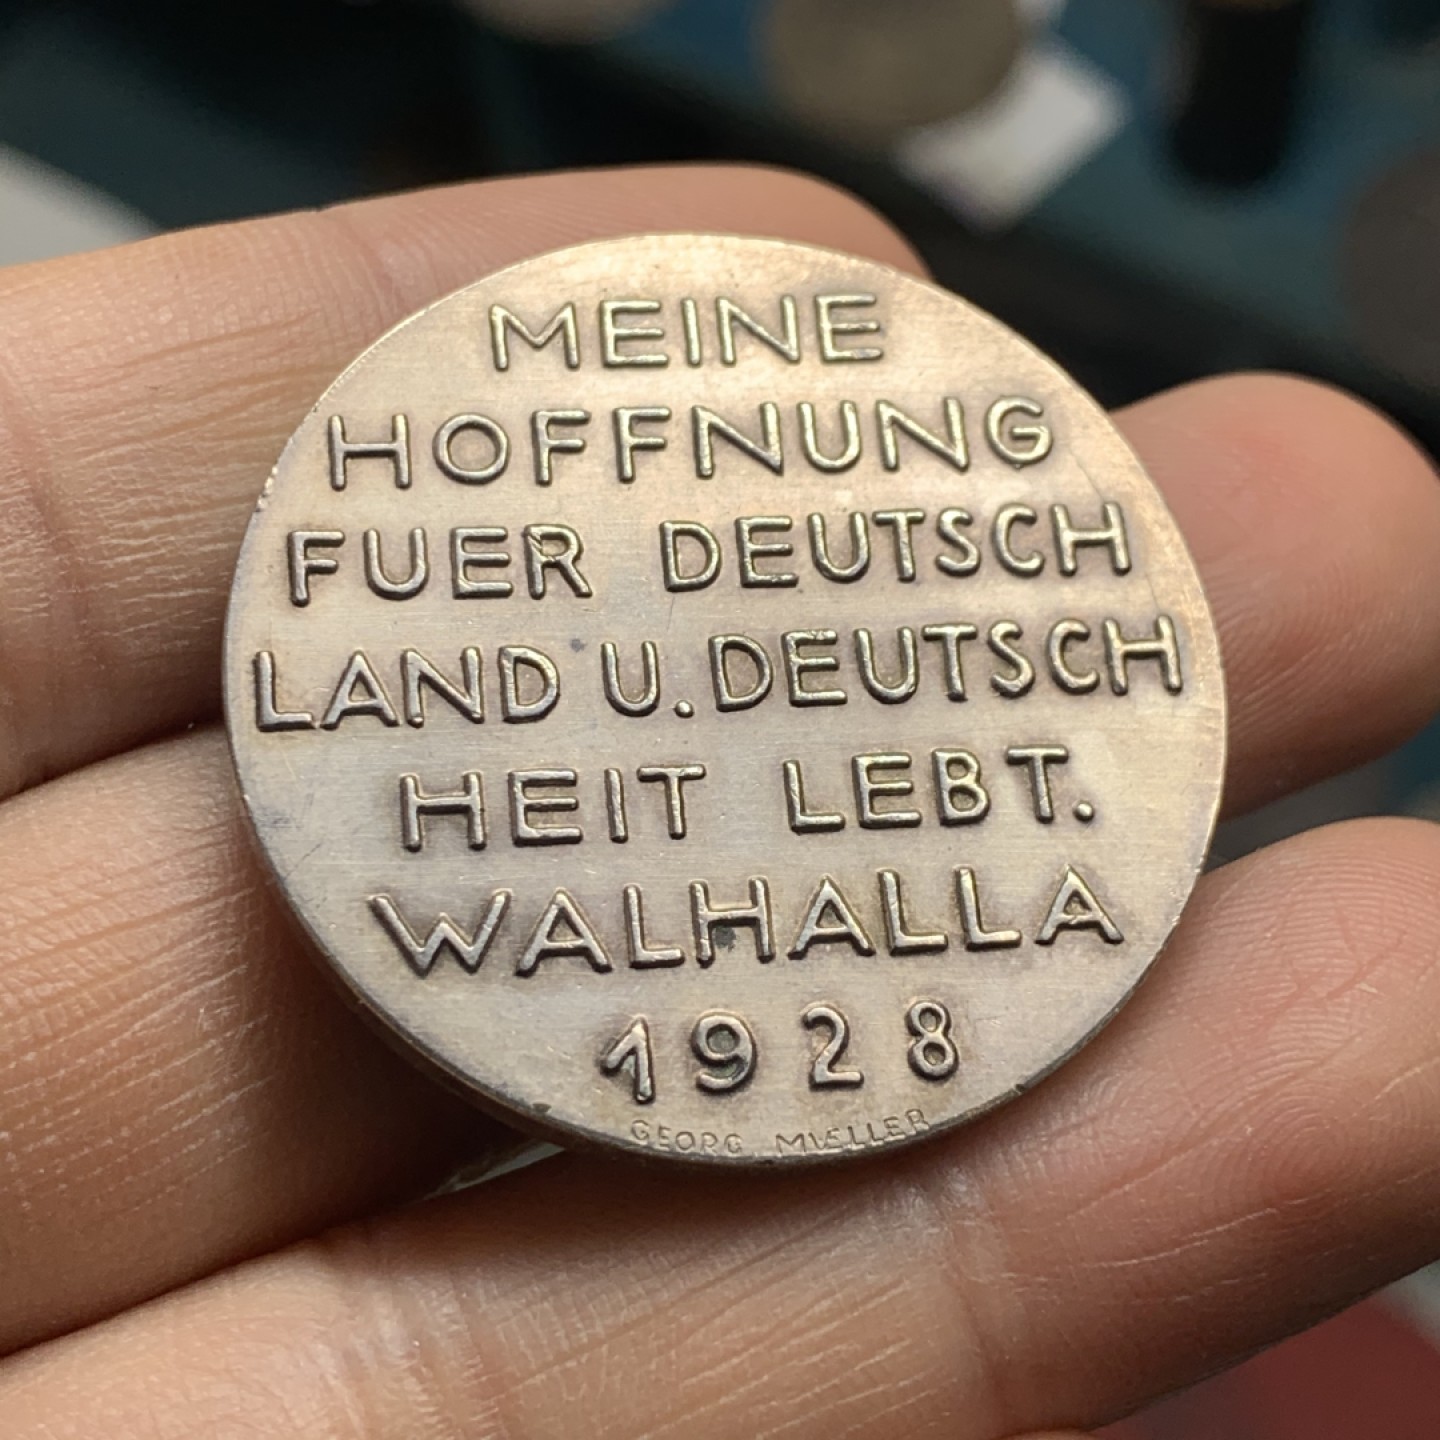 MEINE
HOFFNUNG
FUER DEUTSCH
LAND U. DEUTSCH
HEIT LEBT.
WALHALLA
1928
GEORG MUELLER